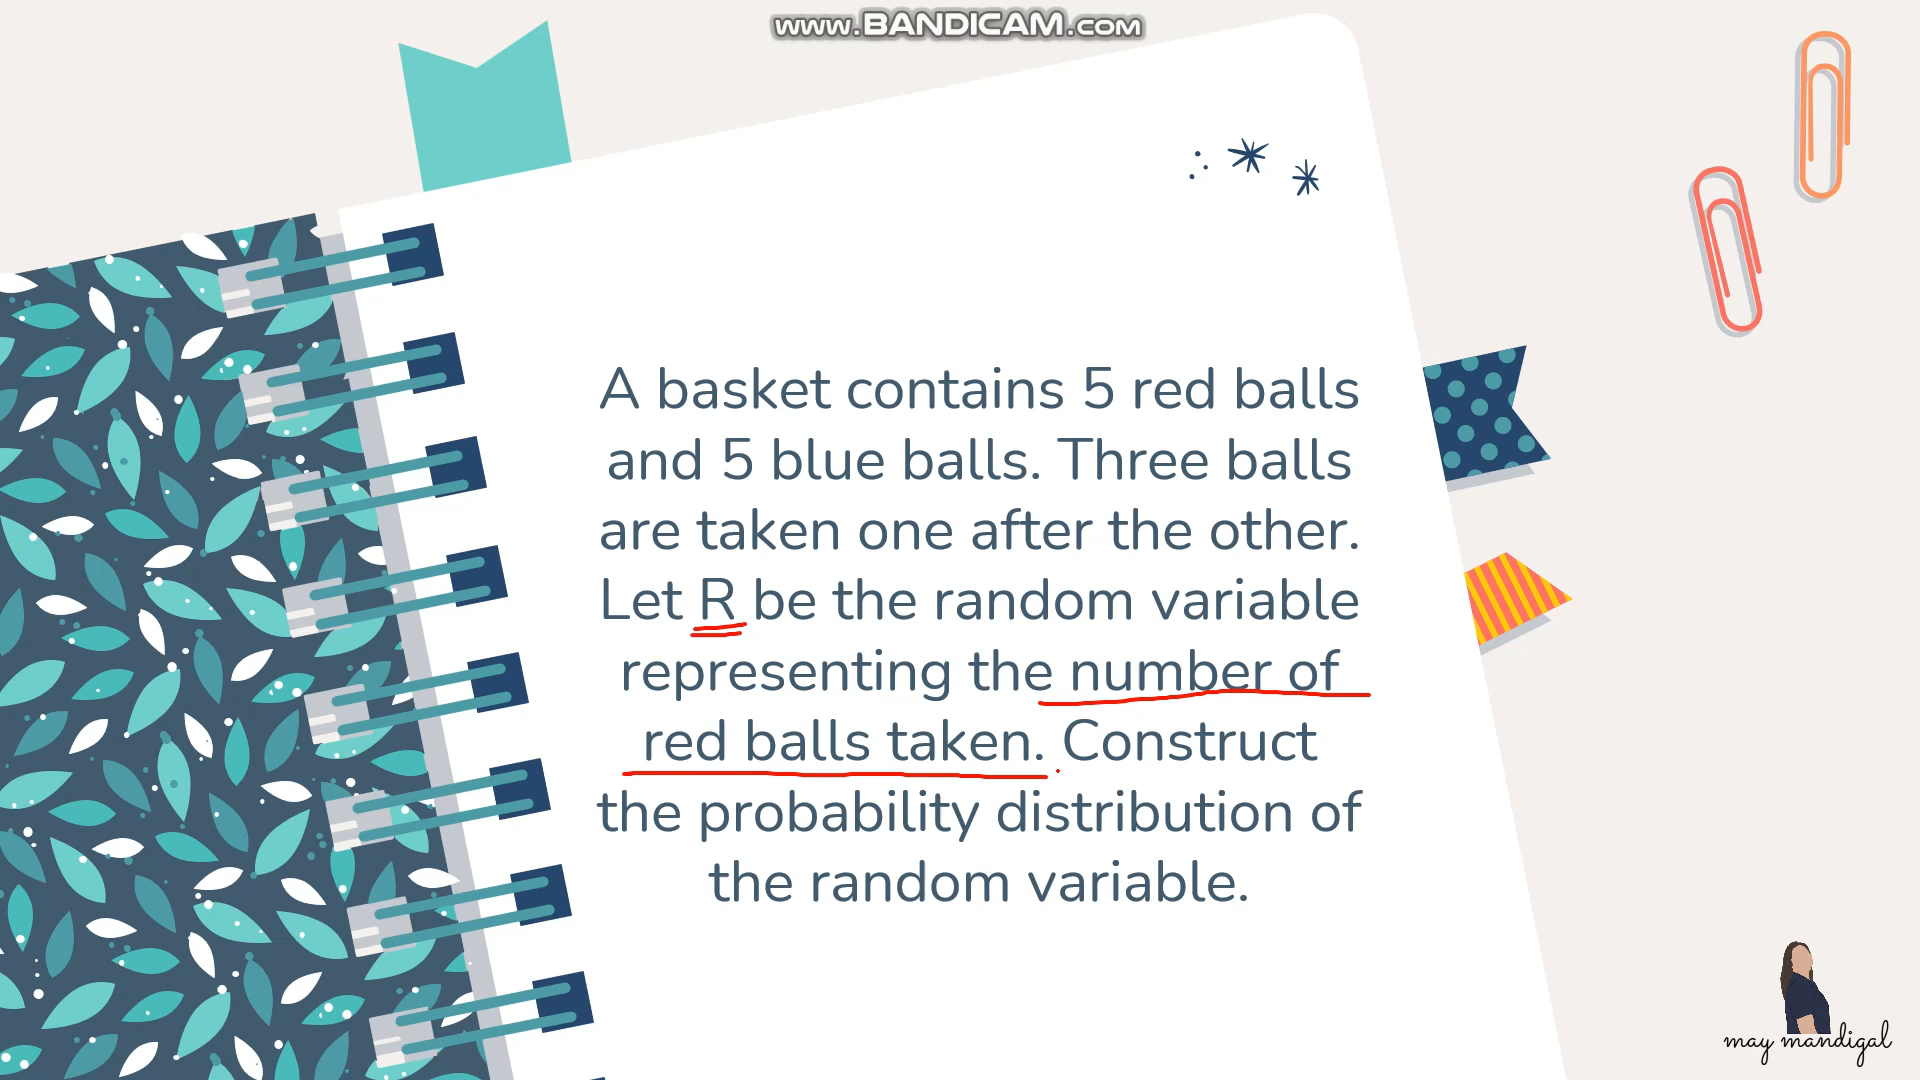 www.BANDICAM.com
A basket contains 5 red balls
and 5 blue balls. Three balls
are taken one after the other.
Let R be the random variable
representing the number of
red balls taken. Construct
the probability distribution of
the random variable.
may mandigal